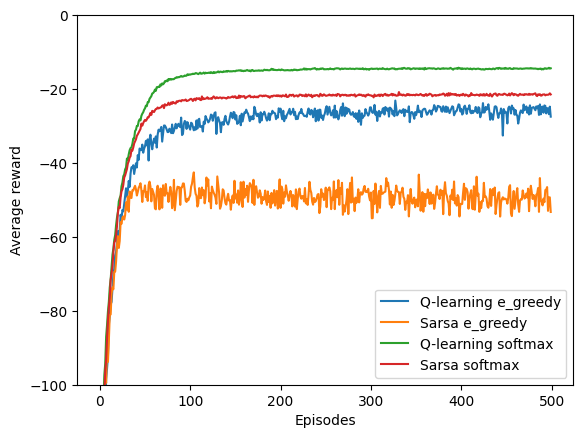 0
−20
−40
−60
−80
−100
Average reward
0
100
200
300
400
500
Episodes
Q-learning e_greedy
Sarsa e_greedy
Q-learning softmax
Sarsa softmax